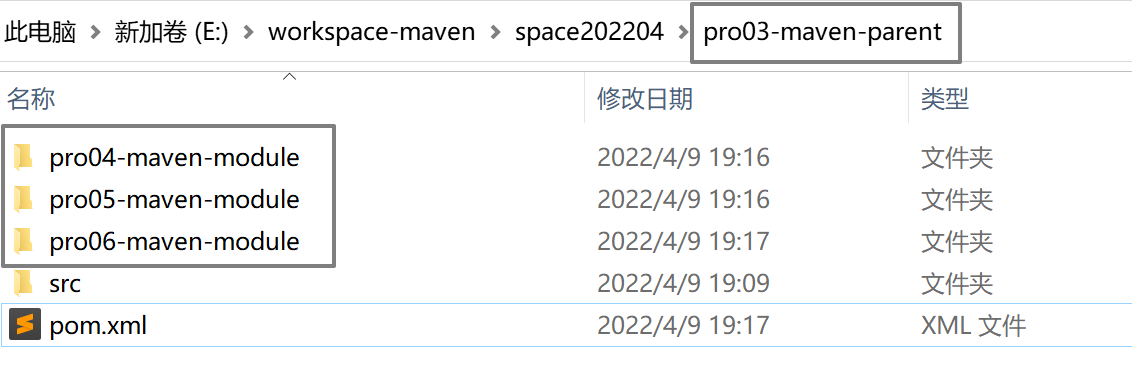 此电脑 > 新加卷 (E:) > workspace-maven > space202204 > pro03-maven-parent
名称 修改日期 类型
pro04-maven-module 2022/4/9 19:16 文件夹
pro05-maven-module 2022/4/9 19:16 文件夹
pro06-maven-module 2022/4/9 19:17 文件夹
src 2022/4/9 19:09 文件夹
pom.xml 2022/4/9 19:17 XML 文件